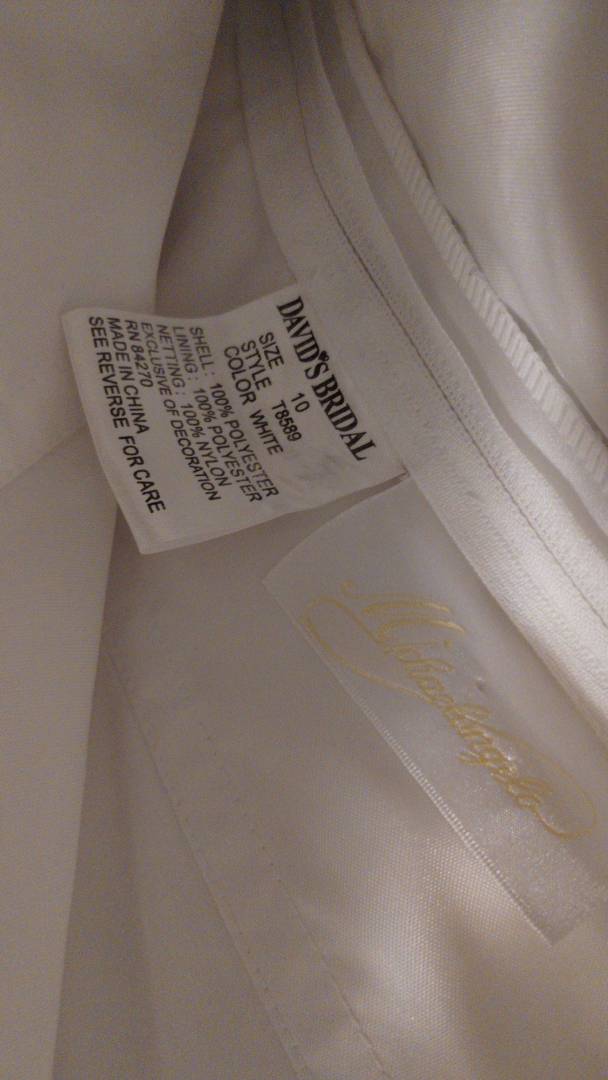 DAVID'S BRIDAL
SIZE 10
STYLE T8589
COLOR WHITE
SHELL: 100% POLYESTER
LINING: 100% POLYESTER
NETTING: 100% NYLON
EXCLUSIVE OF DECORATION
RN 84270
MADE IN CHINA
SEE REVERSE FOR CARE
Michaelangelo